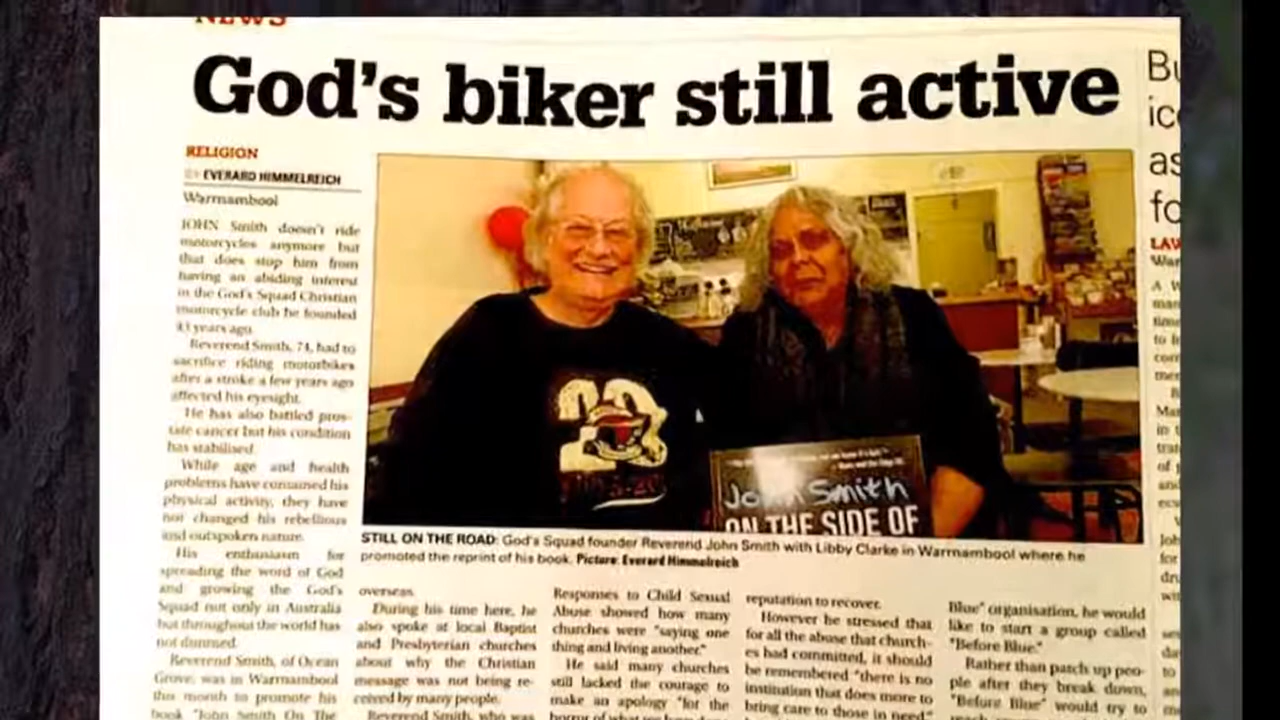 NEWS
God's biker still active
RELIGION
BY EVERARD HIMMELREICH
Warrnambool
JOHN Smith doesn't ride
motorcycles anymore but
that does stop him from
having an abiding interest
in the God's Squad Christian
motorcycle club he founded
43 years ago.
Reverend Smith, 74, had to
sacrifice riding motorbikes
after a stroke a few years ago
affected his eyesight.
He has also battled pros-
tate cancer but his condition
has stabilised.
While age and health
problems have contained his
physical activity, they have
not changed his rebellious
and outspoken nature.
His enthusiasm for
spreading the word of God
and growing the God's
Squad not only in Australia
but throughout the world has
not dimmed.
Reverend Smith, of Ocean
Grove, was in Warrnambool
this month to promote his
book "John Smith On The
John Smith
ON THE SIDE OF
STILL ON THE ROAD: God's Squad founder Reverend John Smith with Libby Clarke in Warrnambool where he
promoted the reprint of his book. Picture: Everard Himmelreich
overseas.
During his time here, he
also spoke at local Baptist
and Presbyterian churches
about why the Christian
message was not being re-
ceived by many people.
Reverend Smith, who was
Responses to Child Sexual
Abuse showed how many
churches were "saying one
thing and living another."
He said many churches
still lacked the courage to
make an apology "for the
horror of what
reputation to recover.
However he stressed that
for all the abuse that church-
es had committed, it should
be remembered "there is no
institution that does more to
bring care to those in need"
Blue" organisation, he would
like to start a group called
"Before Blue."
Rather than patch up peo-
ple after they break down,
"Before Blue" would try to